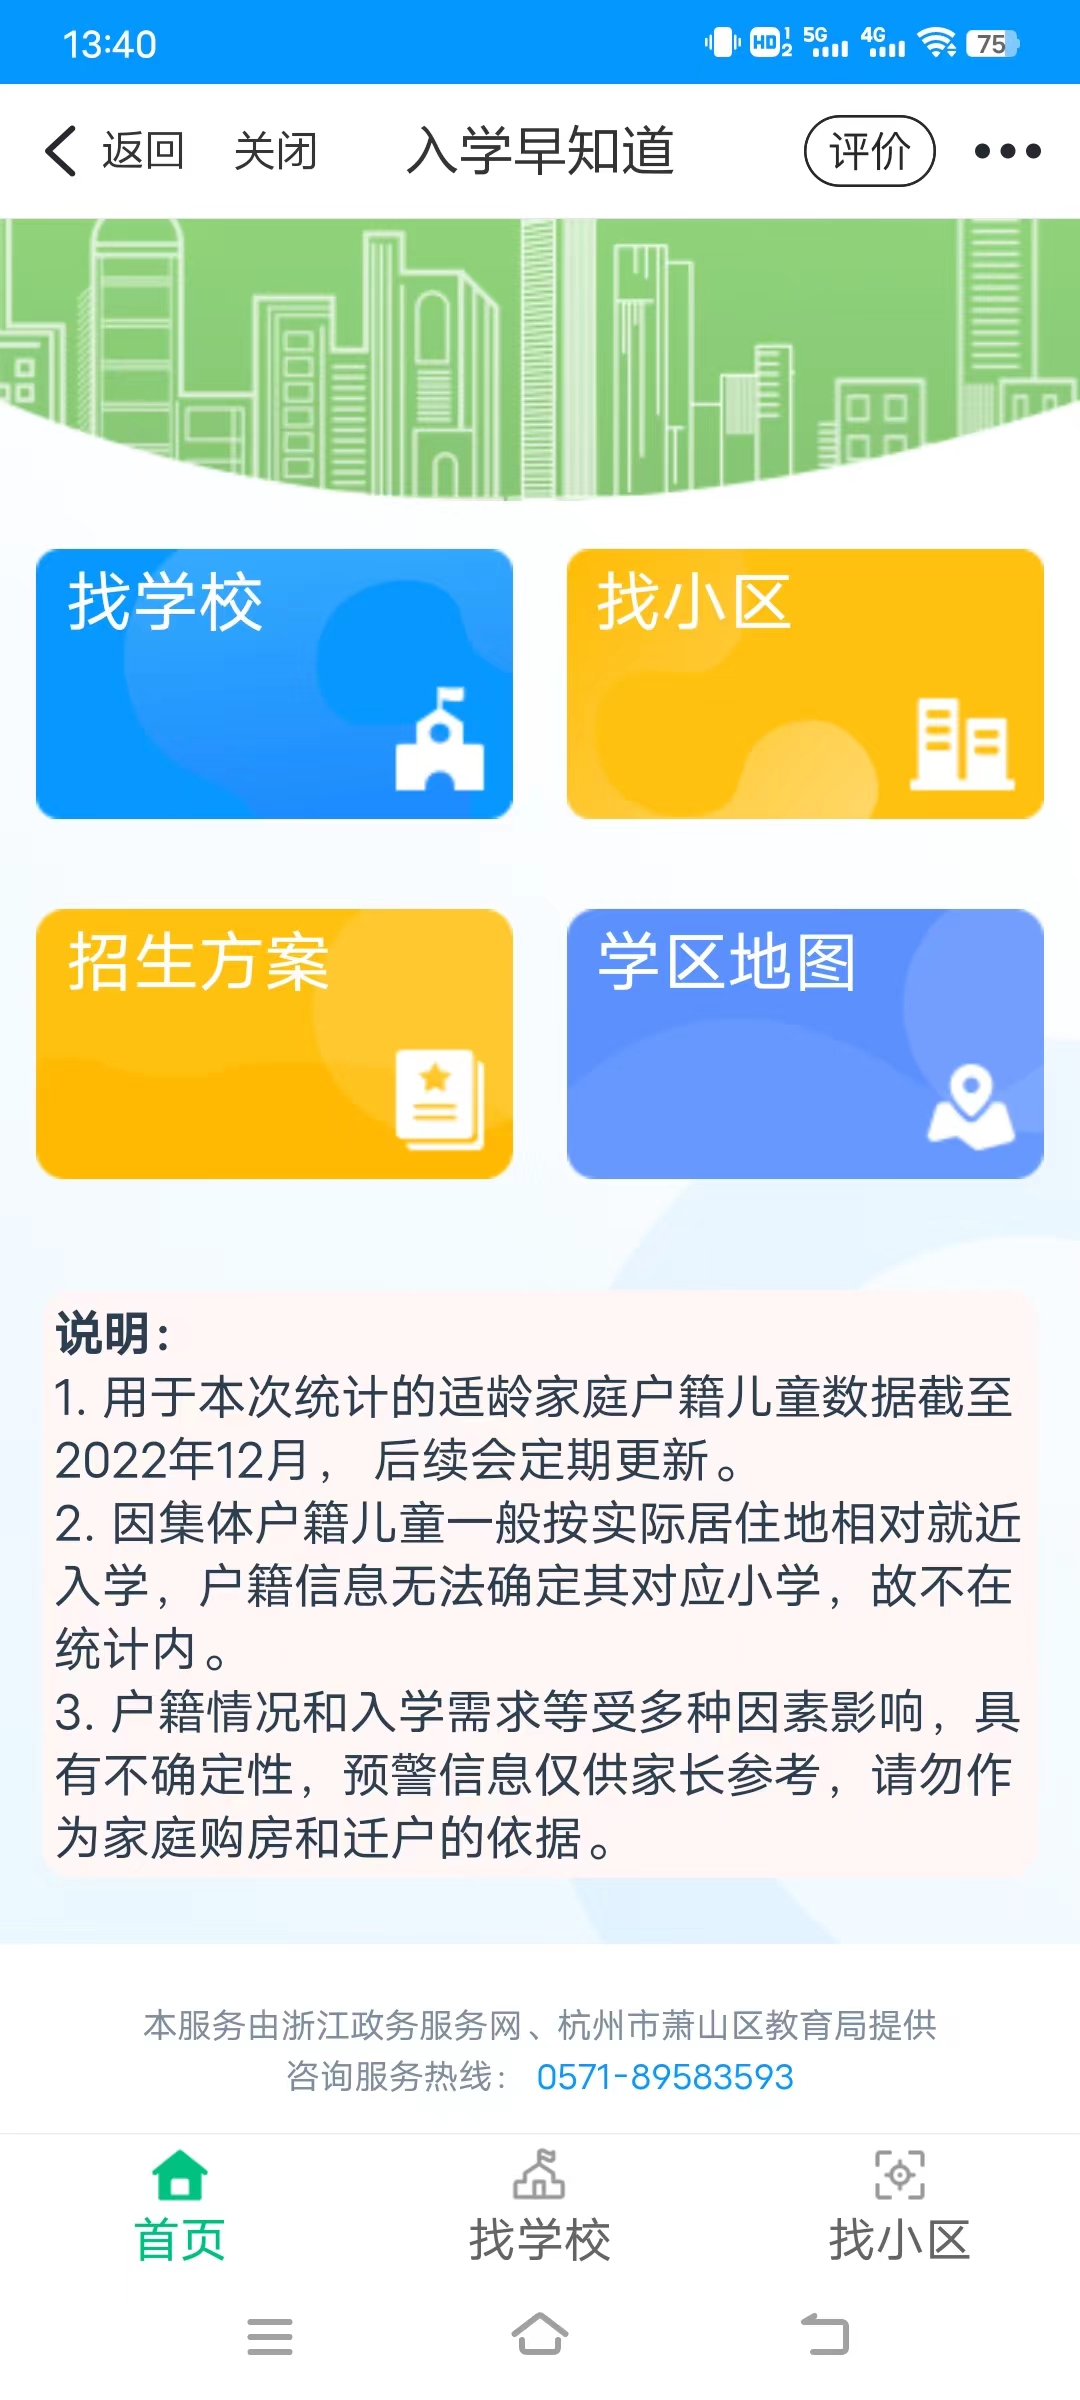 13:40
HD 1 2 5G 4G 75
返回 关闭 入学早知道 评价
找学校 找小区
招生方案 学区地图
说明：
1. 用于本次统计的适龄家庭户籍儿童数据截至
2022年12月， 后续会定期更新。
2. 因集体户籍儿童一般按实际居住地相对就近
入学，户籍信息无法确定其对应小学，故不在
统计内。
3. 户籍情况和入学需求等受多种因素影响，具
有不确定性，预警信息仅供家长参考，请勿作
为家庭购房和迁户的依据。
本服务由浙江政务服务网、杭州市萧山区教育局提供
咨询服务热线： 0571-89583593
首页 找学校 找小区